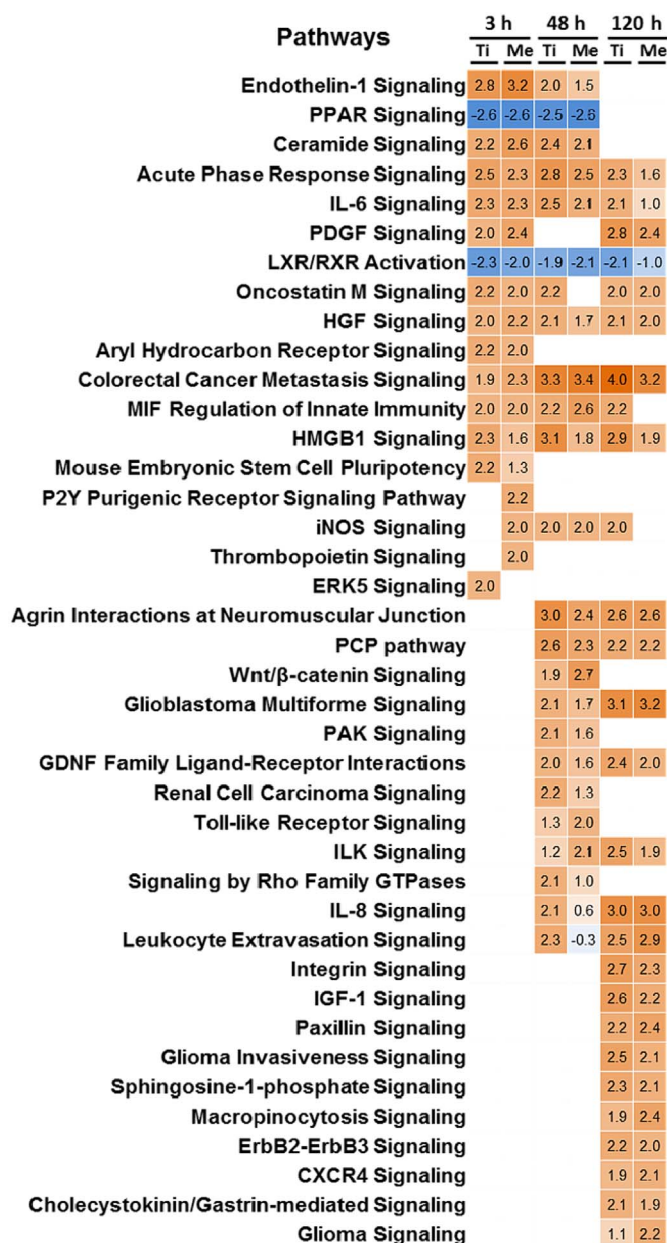 3 h 48 h 120 h
Pathways
Ti Me Ti Me Ti Me
Endothelin-1 Signaling 2.8 3.2 2.0 1.5
PPAR Signaling -2.6 -2.6 -2.5 -2.6
Ceramide Signaling 2.2 2.6 2.4 2.1
Acute Phase Response Signaling 2.5 2.3 2.8 2.5 2.3 1.6
IL-6 Signaling 2.3 2.3 2.5 2.1 2.1 1.0
PDGF Signaling 2.0 2.4 2.8 2.4
LXR/RXR Activation -2.3 -2.0 -1.9 -2.1 -2.1 -1.0
Oncostatin M Signaling 2.2 2.0 2.2 2.0 2.0
HGF Signaling 2.0 2.2 2.1 1.7 2.1 2.0
Aryl Hydrocarbon Receptor Signaling 2.2 2.0
Colorectal Cancer Metastasis Signaling 1.9 2.3 3.3 3.4 4.0 3.2
MIF Regulation of Innate Immunity 2.0 2.0 2.2 2.6 2.2
HMGB1 Signaling 2.3 1.6 3.1 1.8 2.9 1.9
Mouse Embryonic Stem Cell Pluripotency 2.2 1.3
P2Y Purigenic Receptor Signaling Pathway 2.2
iNOS Signaling 2.0 2.0 2.0 2.0
Thrombopoietin Signaling 2.0
ERK5 Signaling 2.0
Agrin Interactions at Neuromuscular Junction 3.0 2.4 2.6 2.6
PCP pathway 2.6 2.3 2.2 2.2
Wnt/β-catenin Signaling 1.9 2.7
Glioblastoma Multiforme Signaling 2.1 1.7 3.1 3.2
PAK Signaling 2.1 1.6
GDNF Family Ligand-Receptor Interactions 2.0 1.6 2.4 2.0
Renal Cell Carcinoma Signaling 2.2 1.3
Toll-like Receptor Signaling 1.3 2.0
ILK Signaling 1.2 2.1 2.5 1.9
Signaling by Rho Family GTPases 2.1 1.0
IL-8 Signaling 2.1 0.6 3.0 3.0
Leukocyte Extravasation Signaling 2.3 -0.3 2.5 2.9
Integrin Signaling 2.7 2.3
IGF-1 Signaling 2.6 2.2
Paxillin Signaling 2.2 2.4
Glioma Invasiveness Signaling 2.5 2.1
Sphingosine-1-phosphate Signaling 2.3 2.1
Macropinocytosis Signaling 1.9 2.4
ErbB2-ErbB3 Signaling 2.2 2.0
CXCR4 Signaling 1.9 2.1
Cholecystokinin/Gastrin-mediated Signaling 2.1 1.9
Glioma Signaling 1.1 2.2